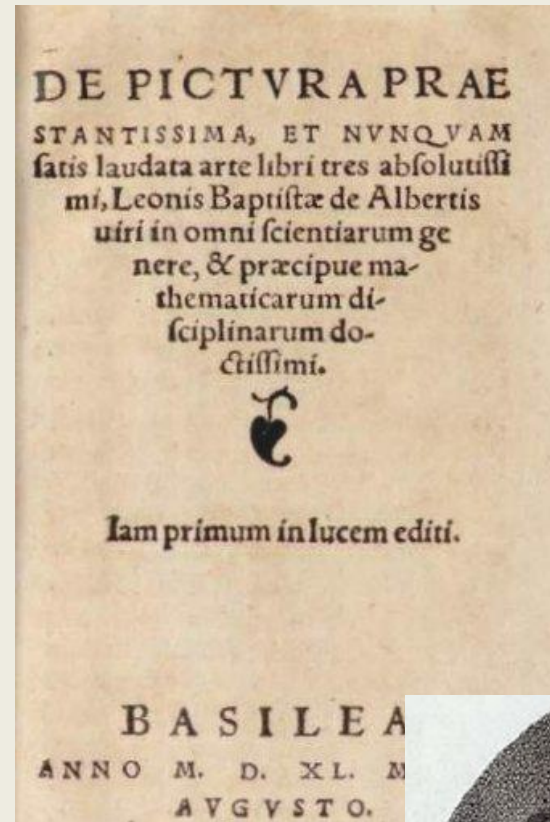 DE PICTVRA PRAE
STANTISSIMA, ET NVNQVAM
ſatis laudata arte libri tres abſolutiſſi
mi, Leonis Baptiſtæ de Albertis
uiri in omni ſcientiarum ge
nere, & præcipue ma-
thematicarum di-
ſciplinarum do-
ctiſſimi.
Iam primum in lucem editi.
BASILEA
ANNO M. D. XL. M
AVGVSTO.